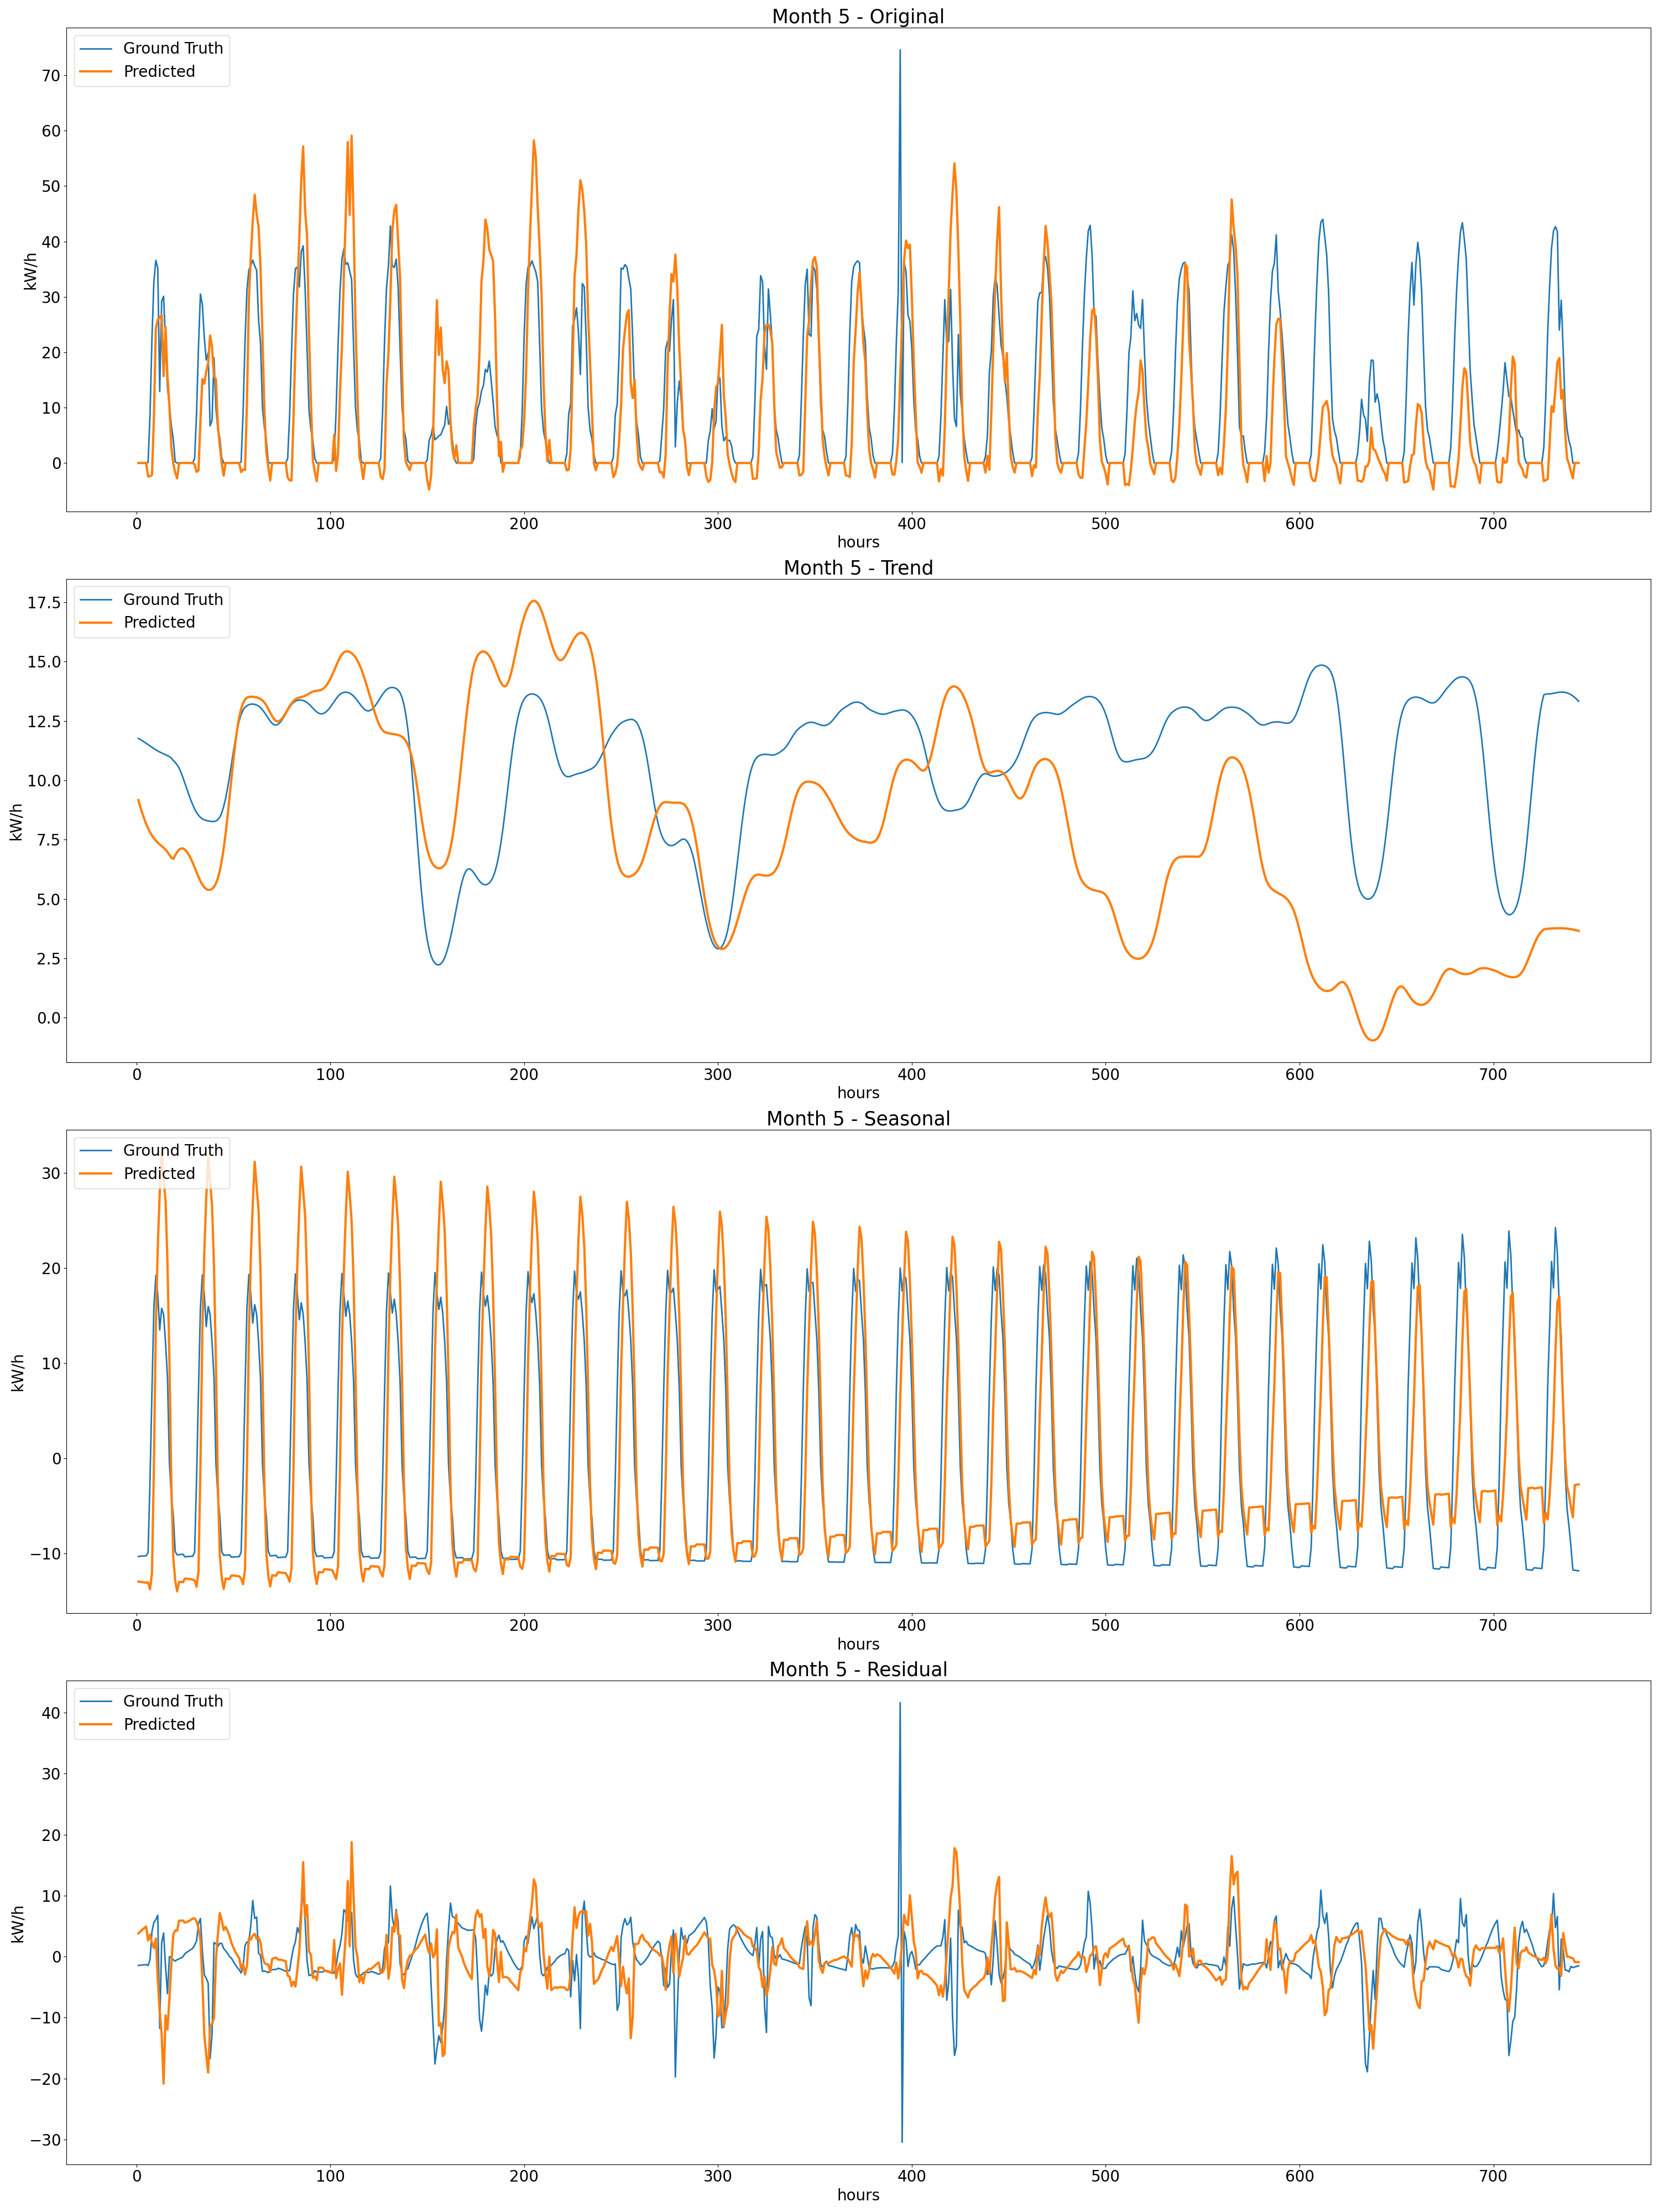 Month 5 - Original
Ground Truth
Predicted
70
60
50
40
30
20
10
0
kW/h
0 100 200 300 400 500 600 700
hours
Month 5 - Trend
Ground Truth
Predicted
17.5
15.0
12.5
10.0
7.5
5.0
2.5
0.0
kW/h
0 100 200 300 400 500 600 700
hours
Month 5 - Seasonal
Ground Truth
Predicted
30
20
10
0
−10
kW/h
0 100 200 300 400 500 600 700
hours
Month 5 - Residual
Ground Truth
Predicted
40
30
20
10
0
−10
−20
−30
kW/h
0 100 200 300 400 500 600 700
hours